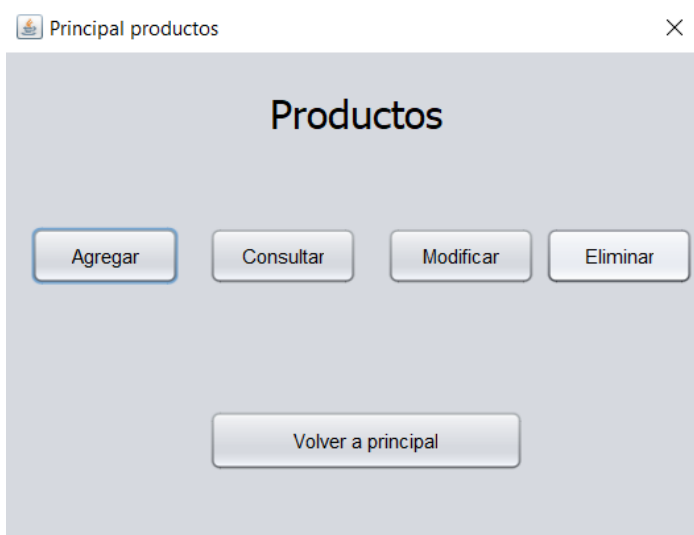 Principal productos
Productos
Agregar Consultar Modificar Eliminar
Volver a principal